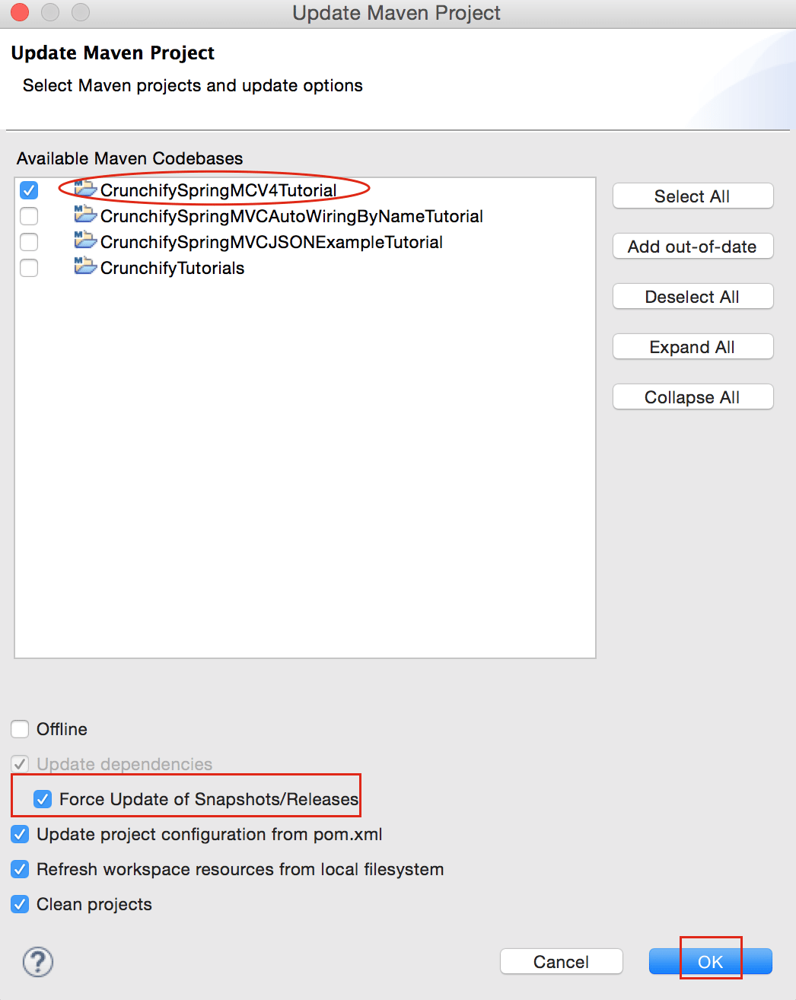 Update Maven Project
Update Maven Project
Select Maven projects and update options
Available Maven Codebases
CrunchifySpringMCV4Tutorial
CrunchifySpringMVCAutoWiringByNameTutorial
CrunchifySpringMVCJSONExampleTutorial
CrunchifyTutorials
Select All
Add out-of-date
Deselect All
Expand All
Collapse All
Offline
Update dependencies
Force Update of Snapshots/Releases
Update project configuration from pom.xml
Refresh workspace resources from local filesystem
Clean projects
?
Cancel
OK